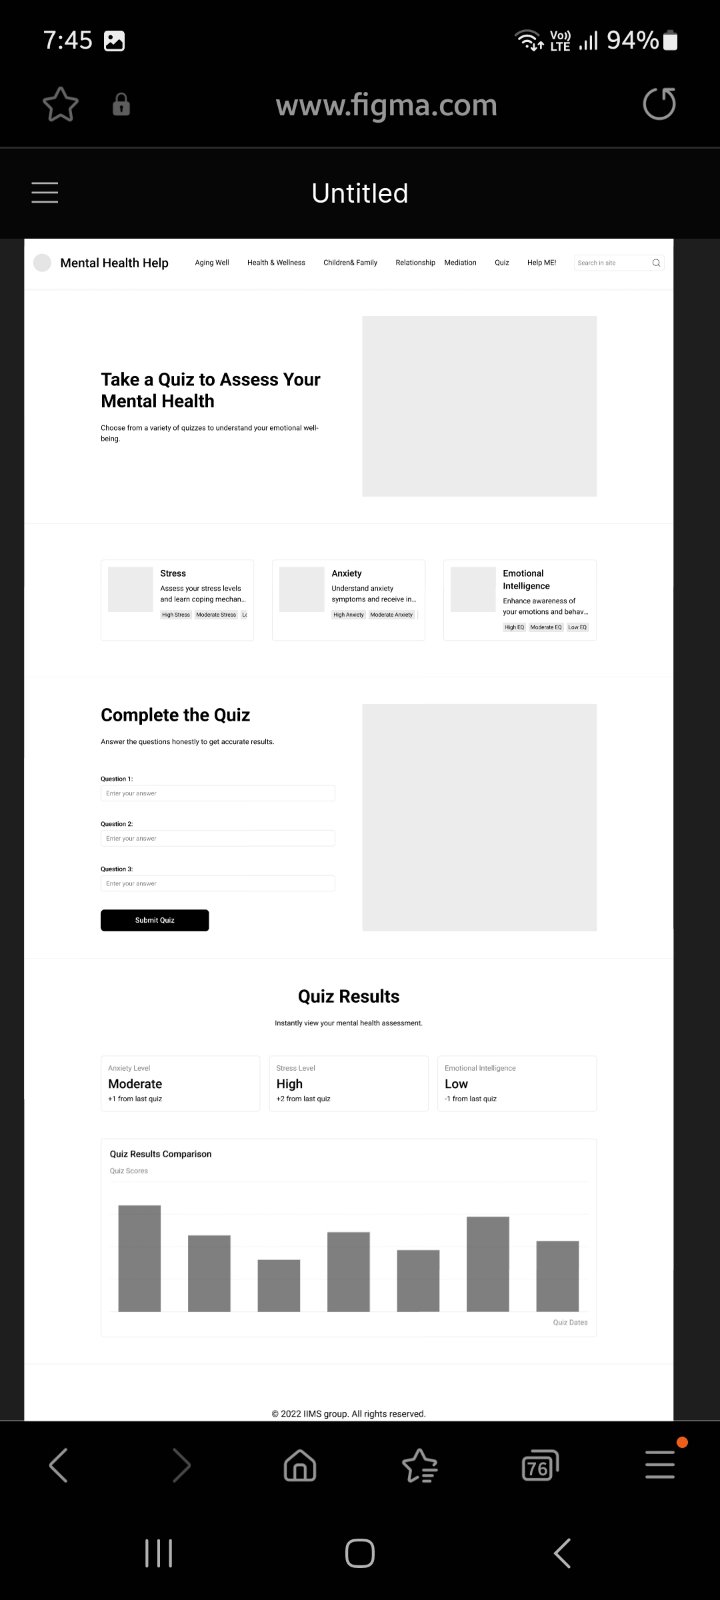 7:45 Vo)) LTE 94%
www.figma.com
Untitled
Mental Health Help Aging Well Health & Wellness Children& Family Relationship Mediation Quiz Help ME! Search in site
Take a Quiz to Assess Your
Mental Health
Choose from a variety of quizzes to understand your emotional well-
being.
Stress
Assess your stress levels
and learn coping mechan...
High Stress Moderate Stress Lc
Anxiety
Understand anxiety
symptoms and receive in...
High Anxiety Moderate Anxiety
Emotional
Intelligence
Enhance awareness of
your emotions and behav...
High EQ Moderate EQ Low EQ
Complete the Quiz
Answer the questions honestly to get accurate results.
Question 1:
Enter your answer
Question 2:
Enter your answer
Question 3:
Enter your answer
Submit Quiz
Quiz Results
Instantly view your mental health assessment.
Anxiety Level
Moderate
+1 from last quiz
Stress Level
High
+2 from last quiz
Emotional Intelligence
Low
-1 from last quiz
Quiz Results Comparison
Quiz Scores
Quiz Dates
© 2022 IIMS group. All rights reserved.
76